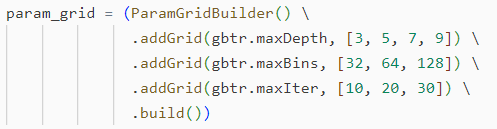 param_grid = (ParamGridBuilder() \
.addGrid(gbtr.maxDepth, [3, 5, 7, 9]) \
.addGrid(gbtr.maxBins, [32, 64, 128]) \
.addGrid(gbtr.maxIter, [10, 20, 30]) \
.build())